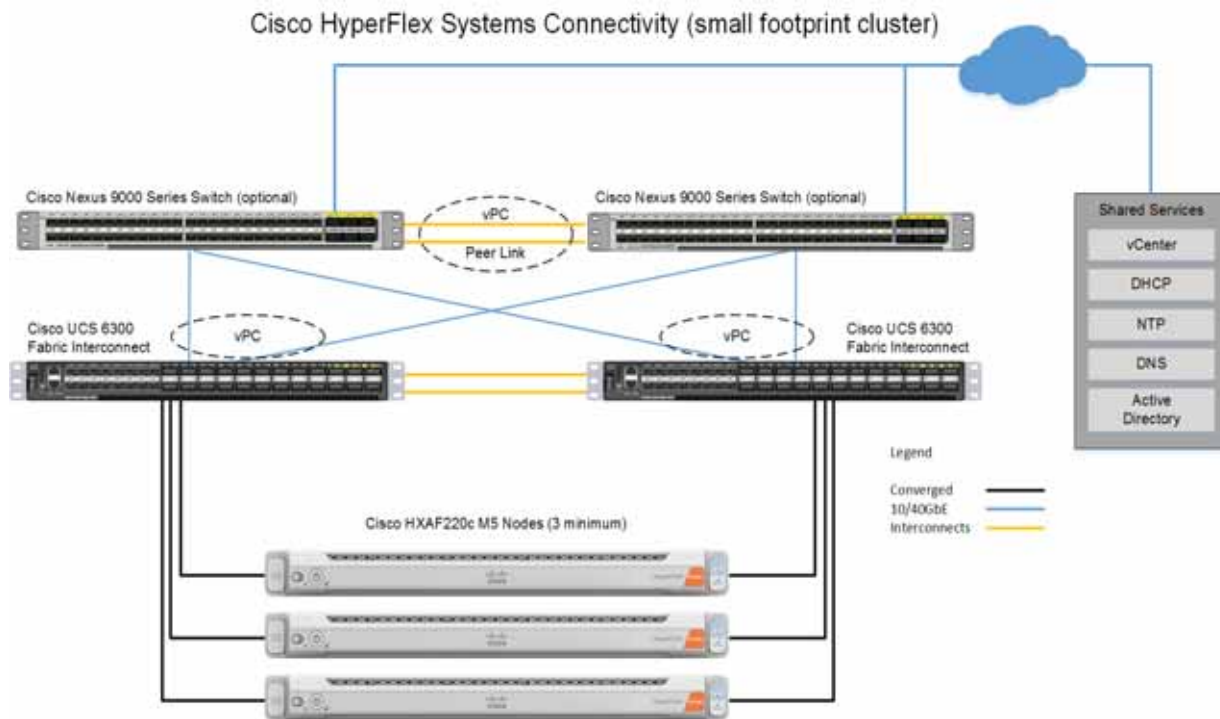 Cisco HyperFlex Systems Connectivity (small footprint cluster)
Cisco Nexus 9000 Series Switch (optional)
Cisco Nexus 9000 Series Switch (optional)
vPC
Peer Link
Shared Services
vCenter
DHCP
NTP
DNS
Active
Directory
Cisco UCS 6300
Fabric Interconnect
vPC
vPC
Cisco UCS 6300
Fabric Interconnect
Legend
Converged
10/40GbE
Interconnects
Cisco HXAF220c M5 Nodes (3 minimum)